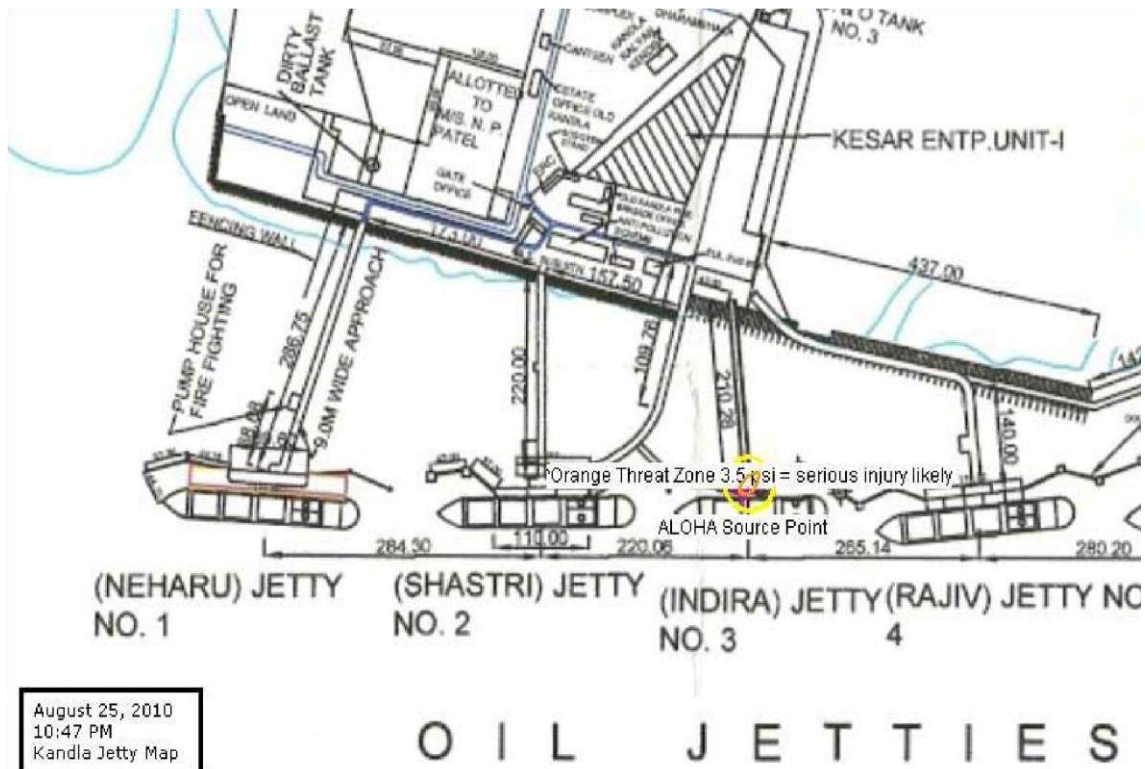 & O TANK
NO. 3
DHARAMSHALA
KANDLA
KALYAN
KENDRA
CANTEEN
DIRTY
BALLAST
TANK
ALLOTTED
TO
M/S. N. P.
PATEL
ESTATE
OFFICE OLD
KANDLA
OPEN LAND
KESAR ENTP.UNIT-I
GATE
OFFICE
FENCING WALL
157.50
437.00
PUMP HOUSE FOR
FIRE FIGHTING
286.75
9.0M WIDE APPROACH
220.00
109.76
210.28
140.00
Orange Threat Zone 3.5 psi = serious injury likely
ALOHA Source Point
284.30
110.00
220.06
265.14
280.20
(NEHARU) JETTY
NO. 1
(SHASTRI) JETTY
NO. 2
(INDIRA) JETTY
NO. 3
(RAJIV) JETTY NO
4
August 25, 2010
10:47 PM
Kandla Jetty Map
OIL JETTIES